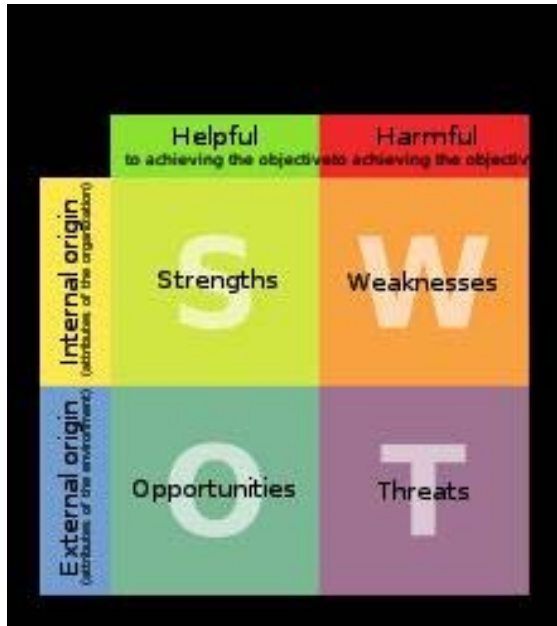 Helpful
to achieving the objective
Harmful
to achieving the objectiv
Internal origin
(attributes of the organization)
S
Strengths
W
Weaknesses
External origin
(attributes of the environment)
O
Opportunities
T
Threats